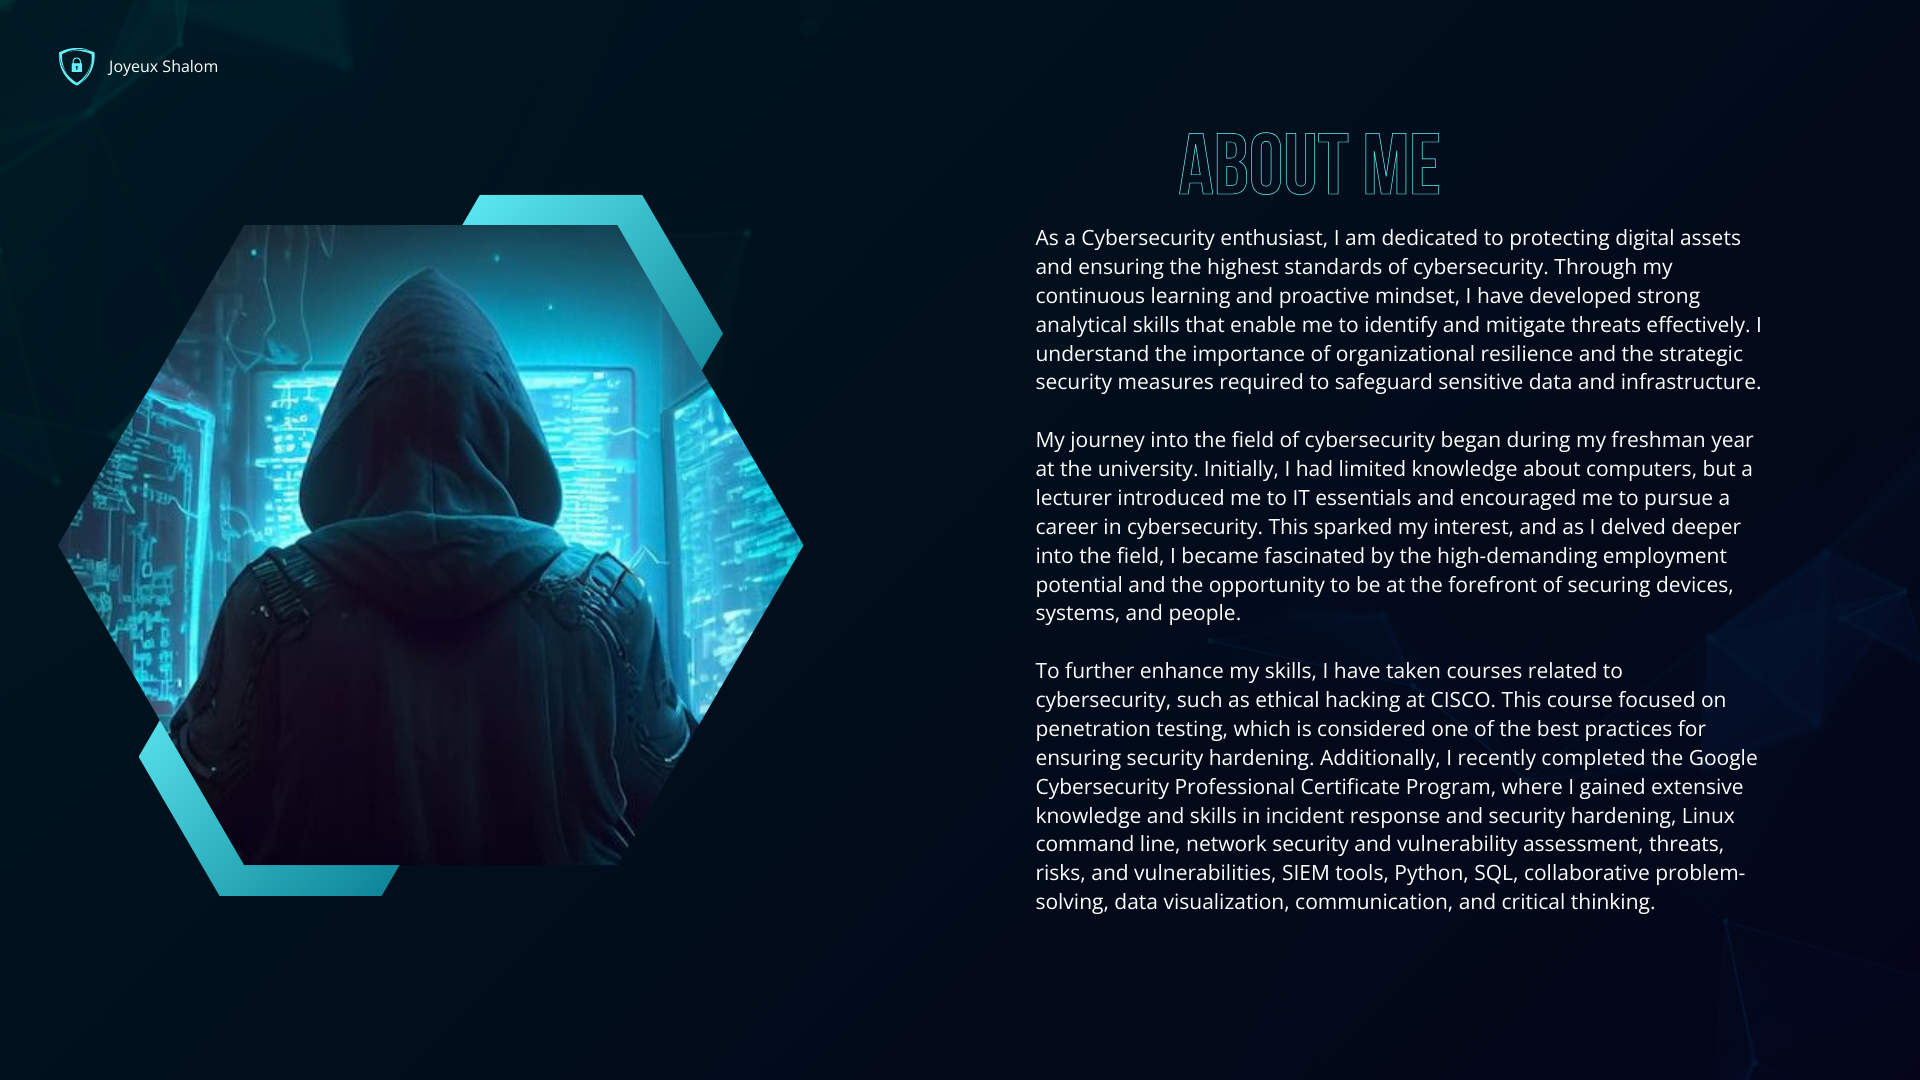 Joyeux Shalom
ABOUT ME
As a Cybersecurity enthusiast, I am dedicated to protecting digital assets
and ensuring the highest standards of cybersecurity. Through my
continuous learning and proactive mindset, I have developed strong
analytical skills that enable me to identify and mitigate threats effectively. I
understand the importance of organizational resilience and the strategic
security measures required to safeguard sensitive data and infrastructure.
My journey into the field of cybersecurity began during my freshman year
at the university. Initially, I had limited knowledge about computers, but a
lecturer introduced me to IT essentials and encouraged me to pursue a
career in cybersecurity. This sparked my interest, and as I delved deeper
into the field, I became fascinated by the high-demanding employment
potential and the opportunity to be at the forefront of securing devices,
systems, and people.
To further enhance my skills, I have taken courses related to
cybersecurity, such as ethical hacking at CISCO. This course focused on
penetration testing, which is considered one of the best practices for
ensuring security hardening. Additionally, I recently completed the Google
Cybersecurity Professional Certificate Program, where I gained extensive
knowledge and skills in incident response and security hardening, Linux
command line, network security and vulnerability assessment, threats,
risks, and vulnerabilities, SIEM tools, Python, SQL, collaborative problem-
solving, data visualization, communication, and critical thinking.